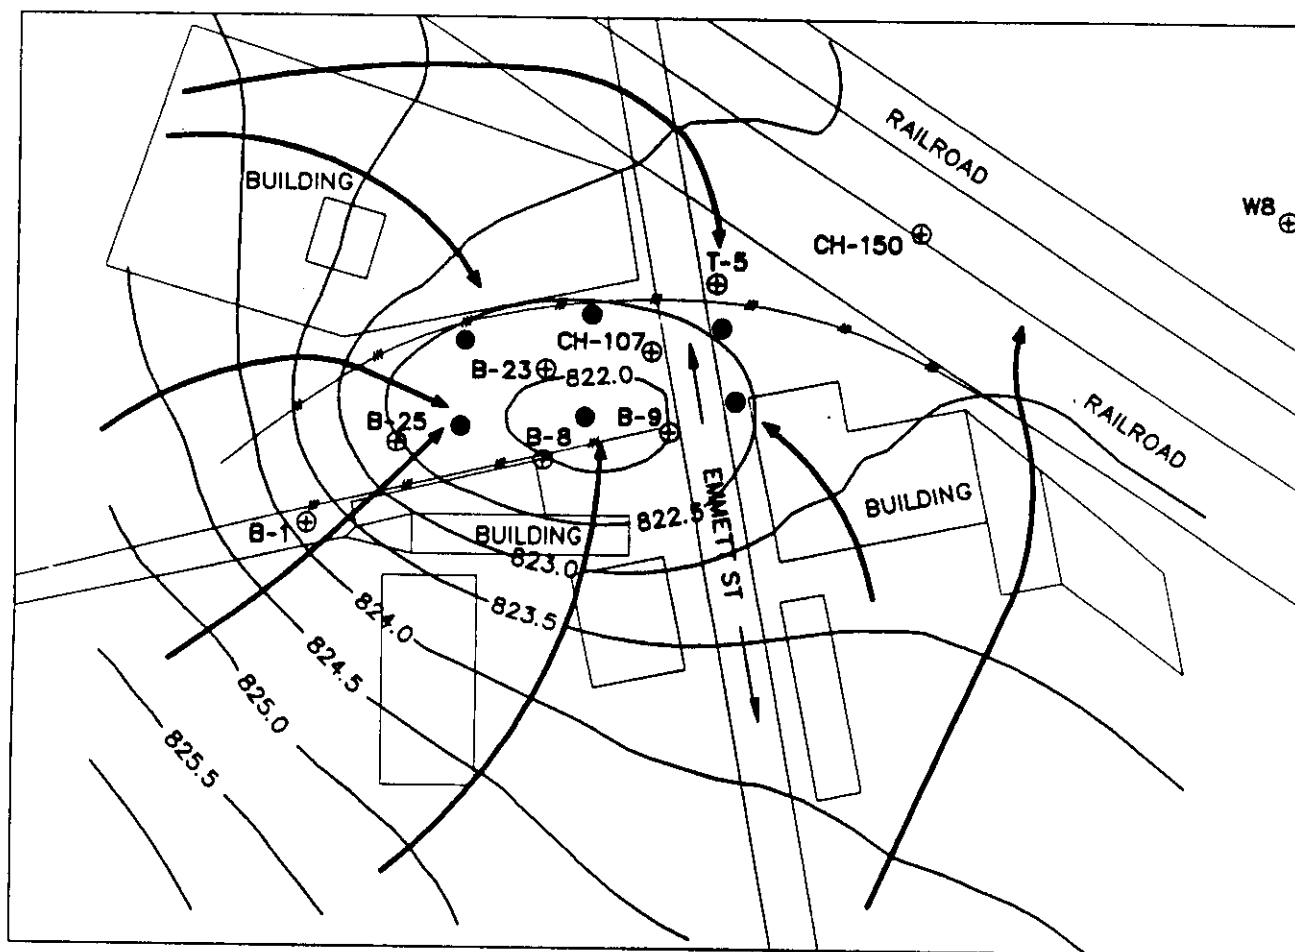 RAILROAD
BUILDING
W8
CH-150
T-5
CH-107
B-23
822.0
B-25
B-8
B-9
RAILROAD
EMMETT ST
BUILDING
822.5
B-1
BUILDING
823.0
823.5
824.0
824.5
825.0
825.5